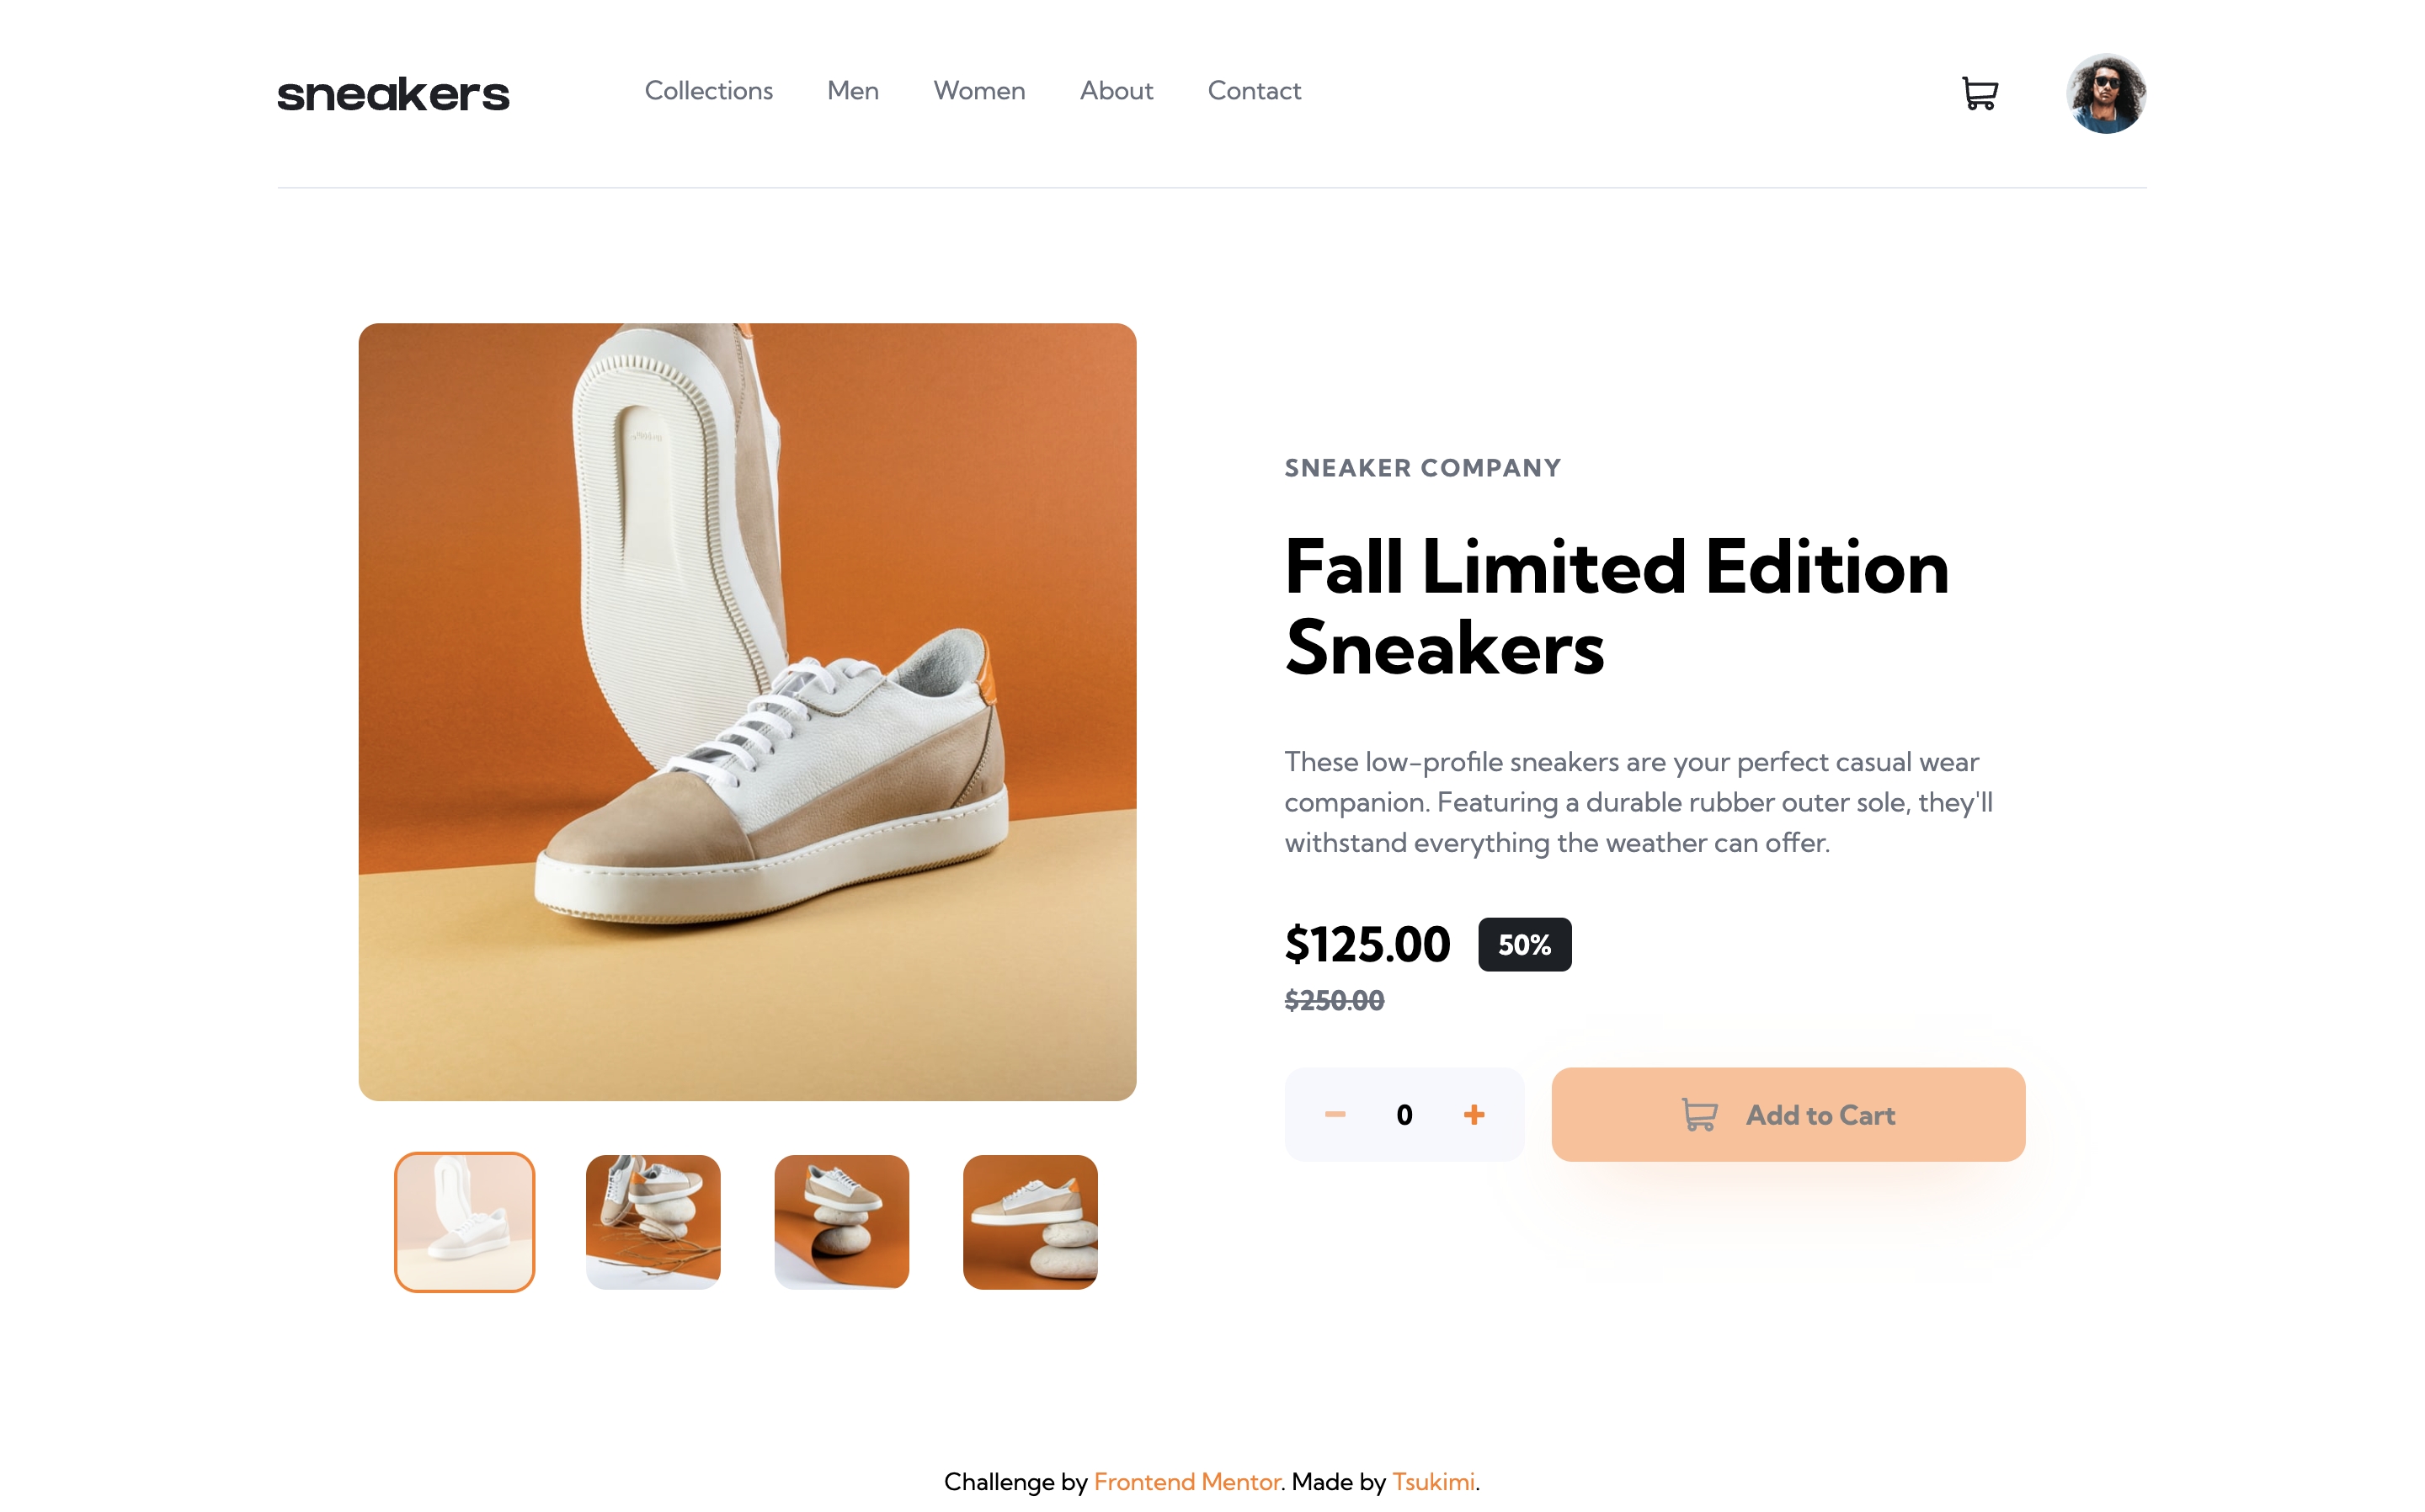 sneakers
Collections Men Women About Contact
SNEAKER COMPANY
Fall Limited Edition
Sneakers
These low-profile sneakers are your perfect casual wear
companion. Featuring a durable rubber outer sole, they'll
withstand everything the weather can offer.
$125.00 50%
$250.00
0 Add to Cart
Challenge by Frontend Mentor. Made by Tsukimi.